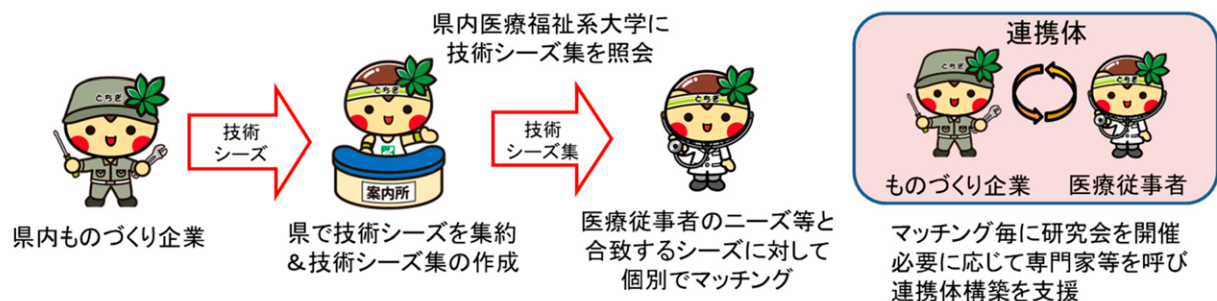 県内医療福祉系大学に
技術シーズ集を照会
連携体
とちぎ
とちぎ
とちぎ
とちぎ
とちぎ
技術
シーズ
技術
シーズ集
案内所
ものづくり企業
医療従事者
県内ものづくり企業
県で技術シーズを集約
&技術シーズ集の作成
医療従事者のニーズ等と
合致するシーズに対して
個別でマッチング
マッチング毎に研究会を開催
必要に応じて専門家等を呼び
連携体構築を支援